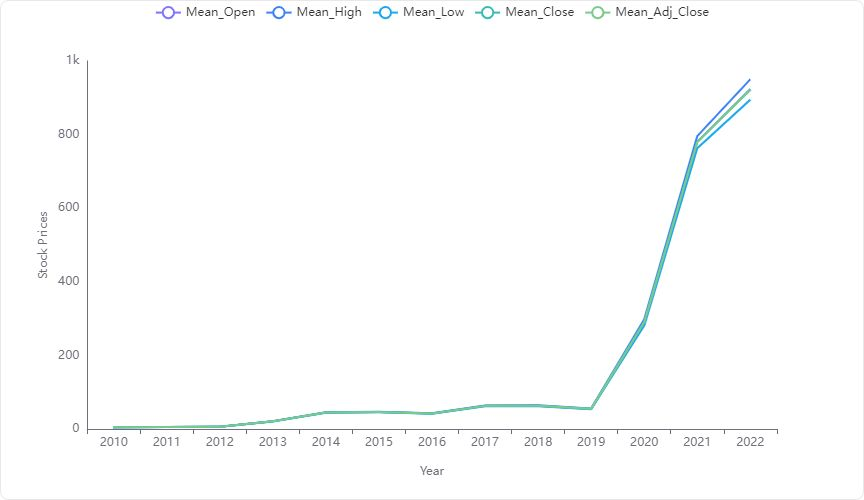 Mean_Open Mean_High Mean_Low Mean_Close Mean_Adj_Close
1k
800
600
400
200
0
Stock Prices
2010 2011 2012 2013 2014 2015 2016 2017 2018 2019 2020 2021 2022
Year